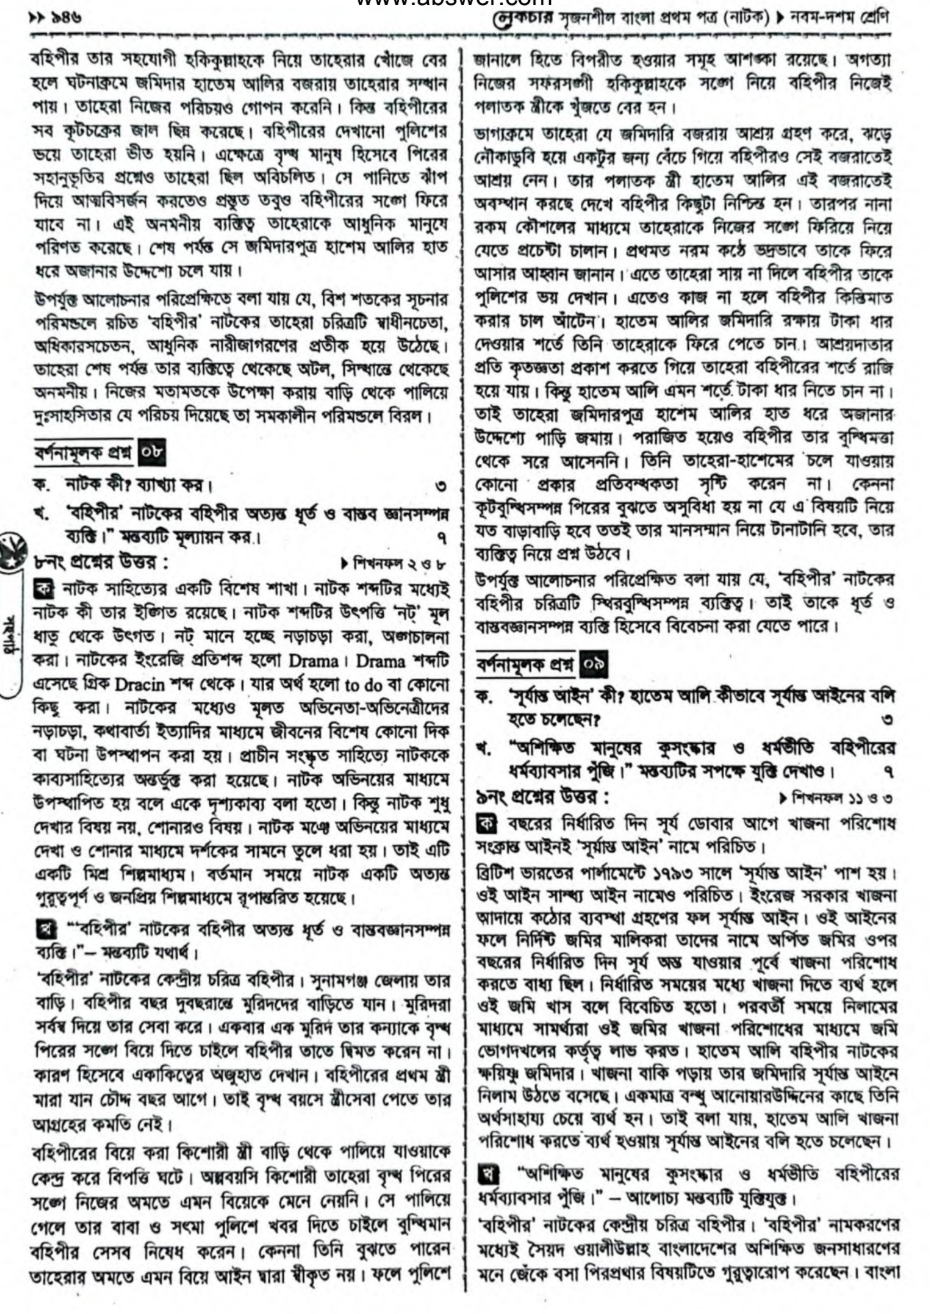 www.abswer.com
▶▶ ৯৪৬
লেকচার সৃজনশীল বাংলা প্রথম পত্র (নাটক) ▶ নবম-দশম শ্রেণি
বহিপীর তার সহযোগী হকিকুল্লাহকে নিয়ে তাহেরার খোঁজে বের
হলে ঘটনাক্রমে জমিদার হাতেম আলির বজরায় তাহেরার সন্ধান
পায়। তাহেরা নিজের পরিচয়ও গোপন করেনি। কিন্তু বহিপীরের
সব কূটচক্রের জাল ছিন্ন করেছে। বহিপীরের দেখানো পুলিশের
ভয়ে তাহেরা ভীত হয়নি। এক্ষেত্রে বৃদ্ধ মানুষ হিসেবে পিরের
সহানুভূতির প্রশ্নেও তাহেরা ছিল অবিচলিত। সে পানিতে ঝাঁপ
দিয়ে আত্মবিসর্জন করতেও প্রস্তুত তবুও বহিপীরের সঙ্গে ফিরে
যাবে না। এই অনমনীয় ব্যক্তিত্ব তাহেরাকে আধুনিক মানুষে
পরিণত করেছে। শেষ পর্যন্ত সে জমিদারপুত্র হাশেম আলির হাত
ধরে অজানার উদ্দেশ্যে চলে যায়।
উপর্যুক্ত আলোচনার পরিপ্রেক্ষিতে বলা যায় যে, বিশ শতকের সূচনার
পরিমণ্ডলে রচিত 'বহিপীর' নাটকের তাহেরা চরিত্রটি স্বাধীনচেতা,
অধিকারসচেতন, আধুনিক নারীজাগরণের প্রতীক হয়ে উঠেছে।
তাহেরা শেষ পর্যন্ত তার ব্যক্তিত্বে থেকেছে অটল, সিদ্ধান্তে থেকেছে
অনমনীয়। নিজের মতামতকে উপেক্ষা করায় বাড়ি থেকে পালিয়ে
দুঃসাহসিতার যে পরিচয় দিয়েছে তা সমকালীন পরিমণ্ডলে বিরল।
বর্ণনামূলক প্রশ্ন ০৮
ক. নাটক কী? ব্যাখ্যা কর। ৩
খ. 'বহিপীর' নাটকের বহিপীর অত্যন্ত ধূর্ত ও বাস্তব জ্ঞানসম্পন্ন
ব্যক্তি।" মন্তব্যটি মূল্যায়ন কর। ৭
৮নং প্রশ্নের উত্তর : ▶ শিখনফল ২ ও ৮
ক নাটক সাহিত্যের একটি বিশেষ শাখা। নাটক শব্দটির মধ্যেই
নাটক কী তার ইঙ্গিত রয়েছে। নাটক শব্দটির উৎপত্তি 'নট্' মূল
ধাতু থেকে উৎগত। নট্ মানে হচ্ছে নড়াচড়া করা, অঙ্গচালনা
করা। নাটকের ইংরেজি প্রতিশব্দ হলো Drama। Drama শব্দটি
এসেছে গ্রিক Dracin শব্দ থেকে। যার অর্থ হলো to do বা কোনো
কিছু করা। নাটকের মধ্যেও মূলত অভিনেতা-অভিনেত্রীদের
নড়াচড়া, কথাবার্তা ইত্যাদির মাধ্যমে জীবনের বিশেষ কোনো দিক
বা ঘটনা উপস্থাপন করা হয়। প্রাচীন সংস্কৃত সাহিত্যে নাটককে
কাব্যসাহিত্যের অন্তর্ভুক্ত করা হয়েছে। নাটক অভিনয়ের মাধ্যমে
উপস্থাপিত হয় বলে একে দৃশ্যকাব্য বলা হতো। কিন্তু নাটক শুধু
দেখার বিষয় নয়, শোনারও বিষয়। নাটক মঞ্চে অভিনয়ের মাধ্যমে
দেখা ও শোনার মাধ্যমে দর্শকের সামনে তুলে ধরা হয়। তাই এটি
একটি মিশ্র শিল্পমাধ্যম। বর্তমান সময়ে নাটক একটি অত্যন্ত
গুরুত্বপূর্ণ ও জনপ্রিয় শিল্পমাধ্যমে রূপান্তরিত হয়েছে।
খ "'বহিপীর' নাটকের বহিপীর অত্যন্ত ধূর্ত ও বাস্তবজ্ঞানসম্পন্ন
ব্যক্তি।"– মন্তব্যটি যথার্থ।
'বহিপীর' নাটকের কেন্দ্রীয় চরিত্র বহিপীর। সুনামগঞ্জ জেলায় তার
বাড়ি। বহিপীর বছর দুবছরান্তে মুরিদদের বাড়িতে যান। মুরিদরা
সর্বস্ব দিয়ে তার সেবা করে। একবার এক মুরিদ তার কন্যাকে বৃদ্ধ
পিরের সঙ্গে বিয়ে দিতে চাইলে বহিপীর তাতে দ্বিমত করেন না।
কারণ হিসেবে একাকিত্বের অজুহাত দেখান। বহিপীরের প্রথম স্ত্রী
মারা যান চৌদ্দ বছর আগে। তাই বৃদ্ধ বয়সে স্ত্রীসেবা পেতে তার
আগ্রহের কমতি নেই।
বহিপীরের বিয়ে করা কিশোরী স্ত্রী বাড়ি থেকে পালিয়ে যাওয়াকে
কেন্দ্র করে বিপত্তি ঘটে। অল্পবয়সি কিশোরী তাহেরা বৃদ্ধ পিরের
সঙ্গে নিজের অমতে এমন বিয়েকে মেনে নেয়নি। সে পালিয়ে
গেলে তার বাবা ও সৎমা পুলিশে খবর দিতে চাইলে বুদ্ধিমান
বহিপীর সেসব নিষেধ করেন। কেননা তিনি বুঝতে পারেন
তাহেরার অমতে এমন বিয়ে আইন দ্বারা স্বীকৃত নয়। ফলে পুলিশে
জানালে হিতে বিপরীত হওয়ার সমূহ আশঙ্কা রয়েছে। অগত্যা
নিজের সফরসঙ্গী হকিকুল্লাহকে সঙ্গে নিয়ে বহিপীর নিজেই
পলাতক স্ত্রীকে খুঁজতে বের হন।
ভাগ্যক্রমে তাহেরা যে জমিদারি বজরায় আশ্রয় গ্রহণ করে, ঝড়ে
নৌকাডুবি হয়ে একটুর জন্য বেঁচে গিয়ে বহিপীরও সেই বজরাতেই
আশ্রয় নেন। তার পলাতক স্ত্রী হাতেম আলির এই বজরাতেই
অবস্থান করছে দেখে বহিপীর কিছুটা নিশ্চিন্ত হন। তারপর নানা
রকম কৌশলের মাধ্যমে তাহেরাকে নিজের সঙ্গে ফিরিয়ে নিয়ে
যেতে প্রচেষ্টা চালান। প্রথমত নরম কণ্ঠে ভদ্রভাবে তাকে ফিরে
আসার আহ্বান জানান। এতে তাহেরা সায় না দিলে বহিপীর তাকে
পুলিশের ভয় দেখান। এতেও কাজ না হলে বহিপীর কিস্তিমাত
করার চাল আঁটেন। হাতেম আলির জমিদারি রক্ষায় টাকা ধার
দেওয়ার শর্তে তিনি তাহেরাকে ফিরে পেতে চান। আশ্রয়দাতার
প্রতি কৃতজ্ঞতা প্রকাশ করতে গিয়ে তাহেরা বহিপীরের শর্তে রাজি
হয়ে যায়। কিন্তু হাতেম আলি এমন শর্তে টাকা ধার নিতে চান না।
তাই তাহেরা জমিদারপুত্র হাশেম আলির হাত ধরে অজানার
উদ্দেশ্যে পাড়ি জমায়। পরাজিত হয়েও বহিপীর তার বুদ্ধিমত্তা
থেকে সরে আসেননি। তিনি তাহেরা-হাশেমের চলে যাওয়ায়
কোনো প্রকার প্রতিবন্ধকতা সৃষ্টি করেন না। কেননা
কূটবুদ্ধিসম্পন্ন পিরের বুঝতে অসুবিধা হয় না যে এ বিষয়টি নিয়ে
যত বাড়াবাড়ি হবে ততই তার মানসম্মান নিয়ে টানাটানি হবে, তার
ব্যক্তিত্ব নিয়ে প্রশ্ন উঠবে।
উপর্যুক্ত আলোচনার পরিপ্রেক্ষিত বলা যায় যে, 'বহিপীর' নাটকের
বহিপীর চরিত্রটি স্থিরবুদ্ধিসম্পন্ন ব্যক্তিত্ব। তাই তাকে ধূর্ত ও
বাস্তবজ্ঞানসম্পন্ন ব্যক্তি হিসেবে বিবেচনা করা যেতে পারে।
বর্ণনামূলক প্রশ্ন ০৯
ক. 'সূর্যাস্ত আইন' কী? হাতেম আলি কীভাবে সূর্যাস্ত আইনের বলি
হতে চলেছেন? ৩
খ. "অশিক্ষিত মানুষের কুসংস্কার ও ধর্মভীতি বহিপীরের
ধর্মব্যাবসার পুঁজি।" মন্তব্যটির সপক্ষে যুক্তি দেখাও। ৭
৯নং প্রশ্নের উত্তর : ▶ শিখনফল ১১ ও ৩
ক বছরের নির্ধারিত দিন সূর্য ডোবার আগে খাজনা পরিশোধ
সংক্রান্ত আইনই 'সূর্যাস্ত আইন' নামে পরিচিত।
ব্রিটিশ ভারতের পার্লামেন্টে ১৭৯৩ সালে 'সূর্যাস্ত আইন' পাশ হয়।
ওই আইন সান্ধ্য আইন নামেও পরিচিত। ইংরেজ সরকার খাজনা
আদায়ে কঠোর ব্যবস্থা গ্রহণের ফল সূর্যাস্ত আইন। ওই আইনের
ফলে নির্দিষ্ট জমির মালিকরা তাদের নামে অর্পিত জমির ওপর
বছরের নির্ধারিত দিন সূর্য অস্ত যাওয়ার পূর্বে খাজনা পরিশোধ
করতে বাধ্য ছিল। নির্ধারিত সময়ের মধ্যে খাজনা দিতে ব্যর্থ হলে
ওই জমি খাস বলে বিবেচিত হতো। পরবর্তী সময়ে নিলামের
মাধ্যমে সামর্থ্যরা ওই জমির খাজনা পরিশোধের মাধ্যমে জমি
ভোগদখলের কর্তৃত্ব লাভ করত। হাতেম আলি বহিপীর নাটকের
ক্ষয়িষ্ণু জমিদার। খাজনা বাকি পড়ায় তার জমিদারি সূর্যাস্ত আইনে
নিলাম উঠতে বসেছে। একমাত্র বন্ধু আনোয়ারউদ্দিনের কাছে তিনি
অর্থসাহায্য চেয়ে ব্যর্থ হন। তাই বলা যায়, হাতেম আলি খাজনা
পরিশোধ করতে ব্যর্থ হওয়ায় সূর্যাস্ত আইনের বলি হতে চলেছেন।
খ "অশিক্ষিত মানুষের কুসংস্কার ও ধর্মভীতি বহিপীরের
ধর্মব্যাবসার পুঁজি।" – আলোচ্য মন্তব্যটি যুক্তিযুক্ত।
'বহিপীর' নাটকের কেন্দ্রীয় চরিত্র বহিপীর। 'বহিপীর' নামকরণের
মধ্যেই সৈয়দ ওয়ালীউল্লাহ বাংলাদেশের অশিক্ষিত জনসাধারণের
মনে জেঁকে বসা পিরপ্রথার বিষয়টিতে গুরুত্বারোপ করেছেন। বাংলা